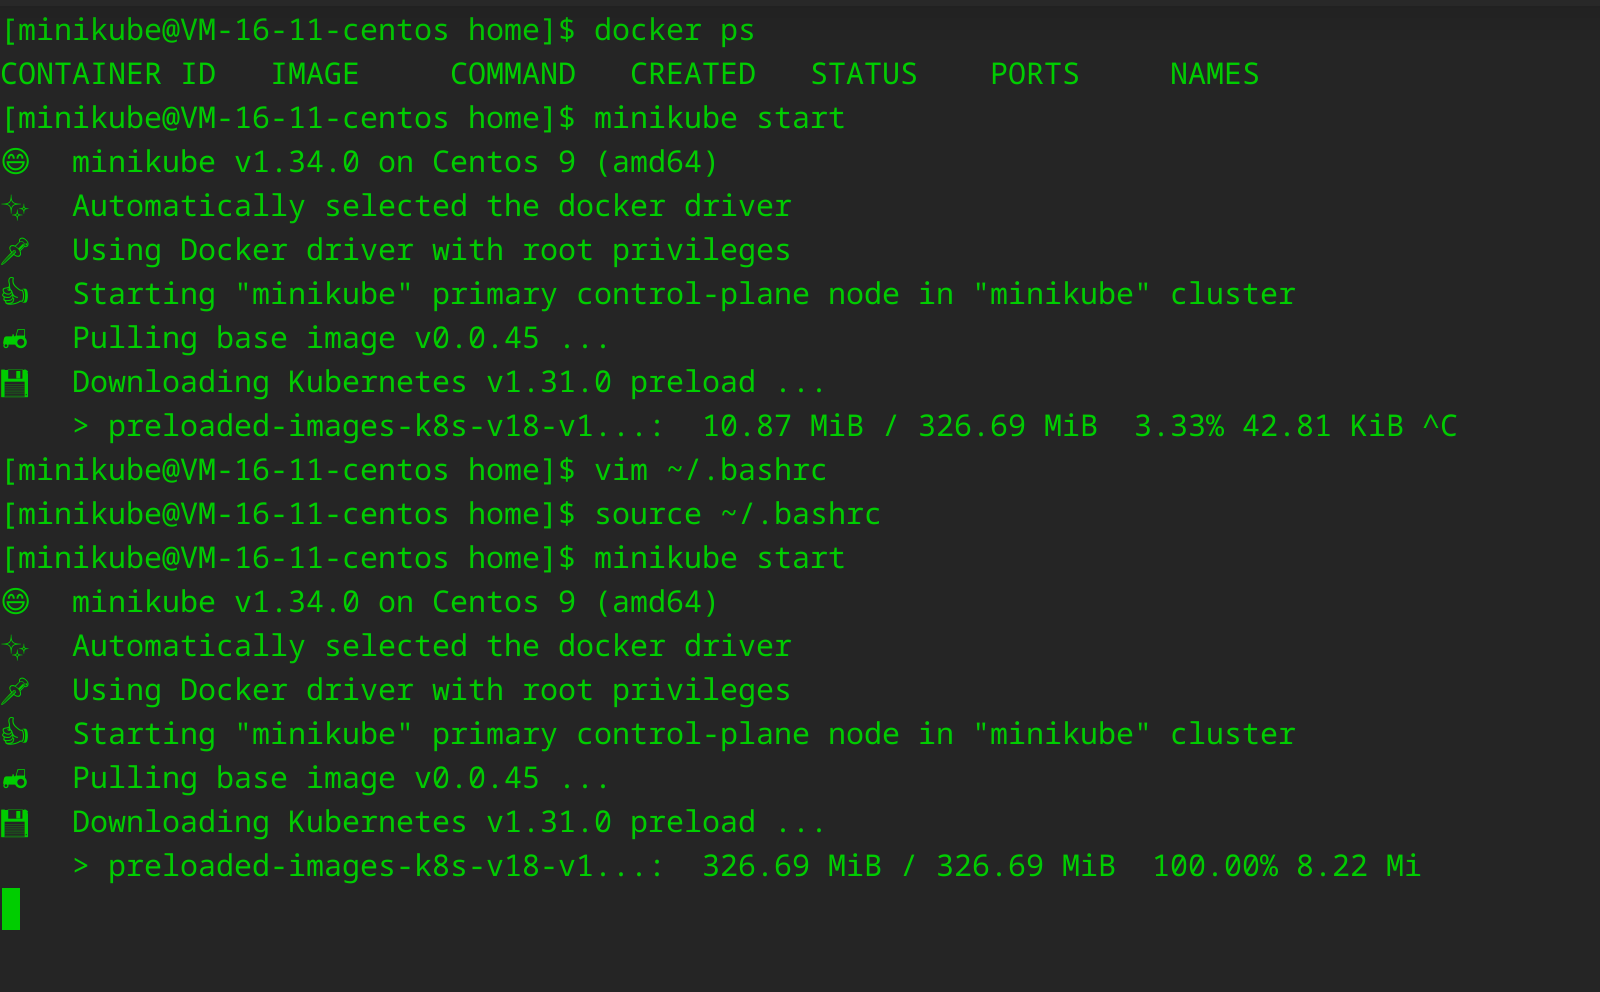 [minikube@VM-16-11-centos home]$ docker ps
CONTAINER ID   IMAGE     COMMAND   CREATED   STATUS    PORTS     NAMES
[minikube@VM-16-11-centos home]$ minikube start
😄  minikube v1.34.0 on Centos 9 (amd64)
✨  Automatically selected the docker driver
📌  Using Docker driver with root privileges
👍  Starting "minikube" primary control-plane node in "minikube" cluster
🚜  Pulling base image v0.0.45 ...
💾  Downloading Kubernetes v1.31.0 preload ...
    > preloaded-images-k8s-v18-v1...:  10.87 MiB / 326.69 MiB  3.33% 42.81 KiB ^C
[minikube@VM-16-11-centos home]$ vim ~/.bashrc
[minikube@VM-16-11-centos home]$ source ~/.bashrc
[minikube@VM-16-11-centos home]$ minikube start
😄  minikube v1.34.0 on Centos 9 (amd64)
✨  Automatically selected the docker driver
📌  Using Docker driver with root privileges
👍  Starting "minikube" primary control-plane node in "minikube" cluster
🚜  Pulling base image v0.0.45 ...
💾  Downloading Kubernetes v1.31.0 preload ...
    > preloaded-images-k8s-v18-v1...:  326.69 MiB / 326.69 MiB  100.00% 8.22 Mi